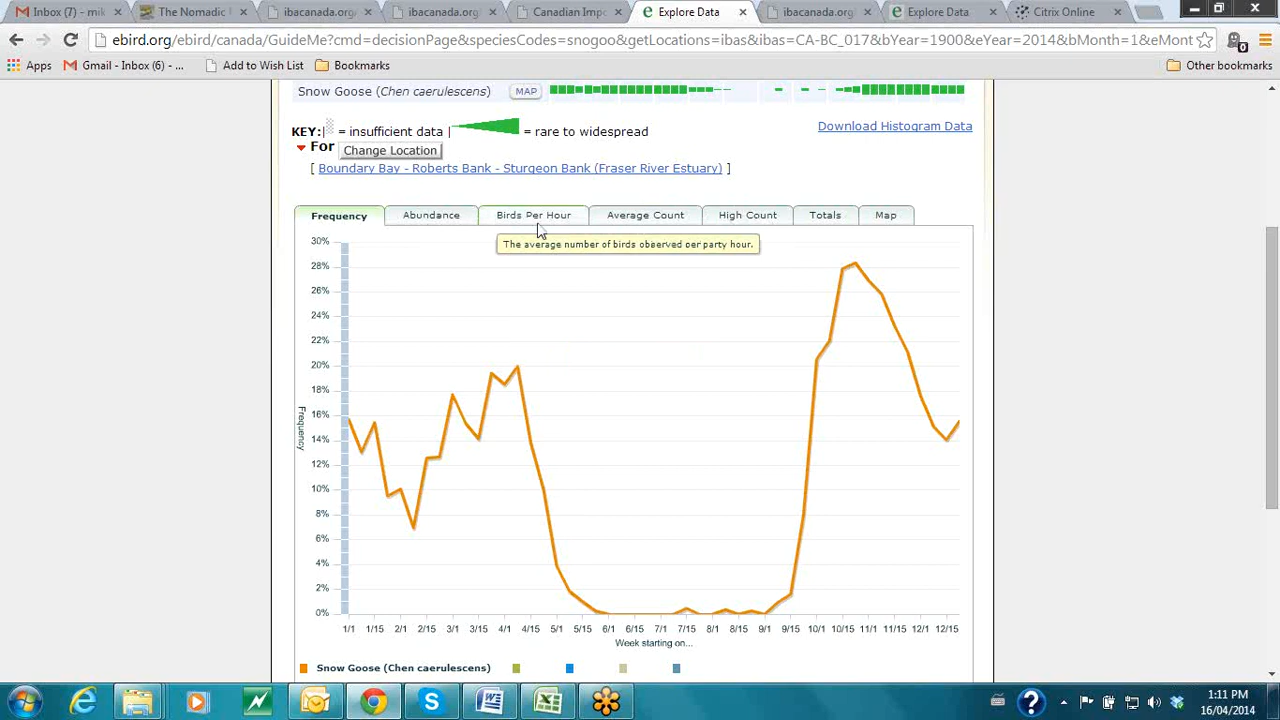 Inbox (7) - mik
The Nomadic
ibacanada.org
ibacanada.org
Canadian Imp
Explore Data
ibacanada.org
Explore Data
Citrix Online
ebird.org/ebird/canada/GuideMe?cmd=decisionPage&speciesCodes=snogoo&getLocations=ibas&ibas=CA-BC_017&bYear=1900&eYear=2014&bMonth=1&eMont
Apps
Gmail - Inbox (6) - ...
Add to Wish List
Bookmarks
Other bookmarks
Snow Goose (Chen caerulescens) MAP
KEY: = insufficient data | = rare to widespread
Download Histogram Data
For Change Location
[ Boundary Bay - Roberts Bank - Sturgeon Bank (Fraser River Estuary) ]
Frequency Abundance Birds Per Hour Average Count High Count Totals Map
The average number of birds observed per party hour.
30%
28%
26%
24%
22%
20%
18%
16%
14%
12%
10%
8%
6%
4%
2%
0%
Frequency
1/1 1/15 2/1 2/15 3/1 3/15 4/1 4/15 5/1 5/15 6/1 6/15 7/1 7/15 8/1 8/15 9/1 9/15 10/1 10/15 11/1 11/15 12/1 12/15
Week starting on...
Snow Goose (Chen caerulescens)
1:11 PM
16/04/2014